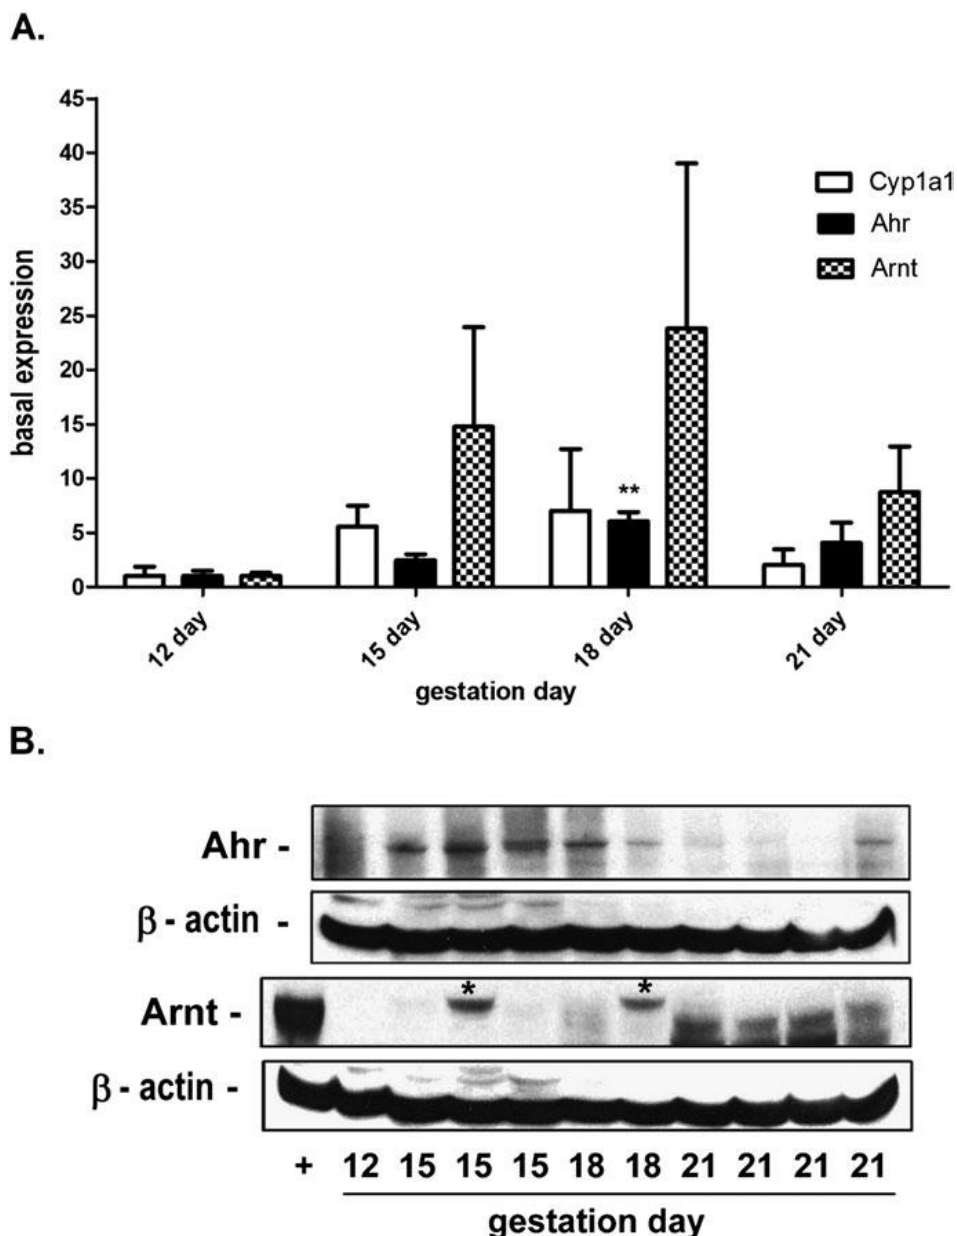 A.
45
40
35
30
25
20
15
10
5
0
basal expression
Cyp1a1
Ahr
Arnt
**
12 day
15 day
18 day
21 day
gestation day
B.
Ahr -
β - actin -
Arnt -
* *
β - actin -
+ 12 15 15 15 18 18 21 21 21 21
gestation day